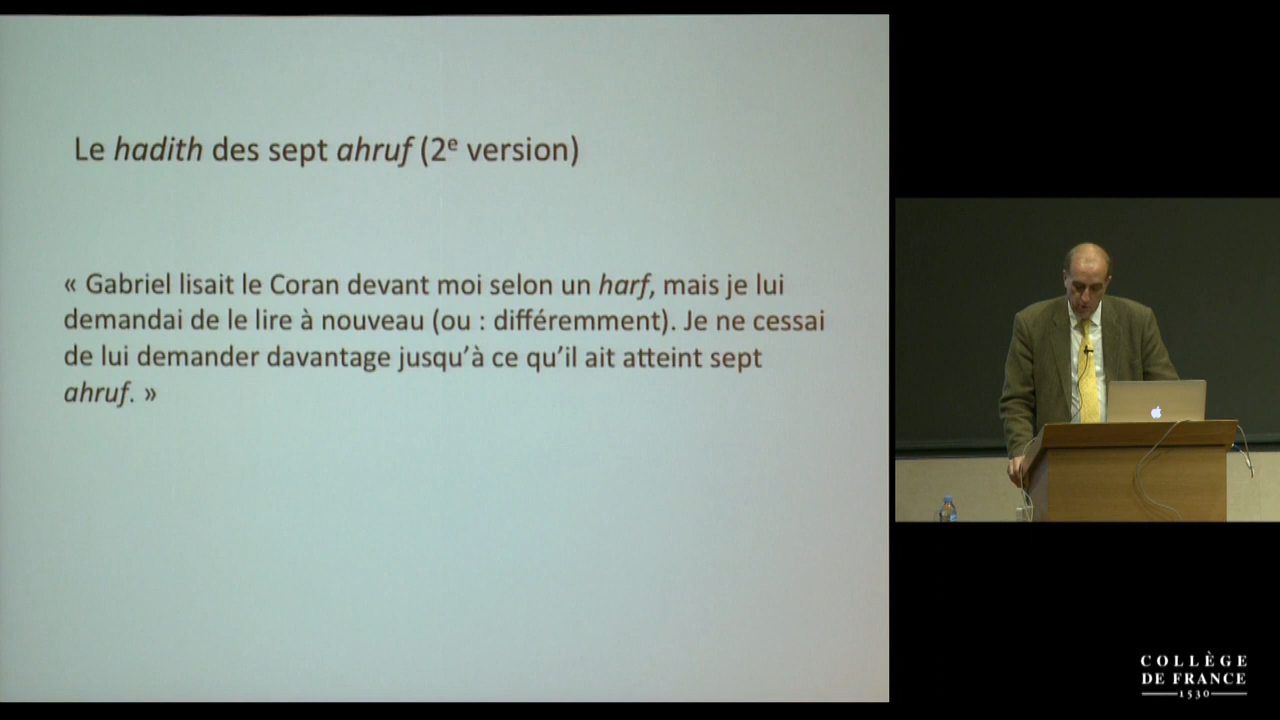 Le hadith des sept ahruf (2e version)
« Gabriel lisait le Coran devant moi selon un harf, mais je lui
demandai de le lire à nouveau (ou : différemment). Je ne cessai
de lui demander davantage jusqu’à ce qu’il ait atteint sept
ahruf. »
COLLÈGE
DE FRANCE
1530